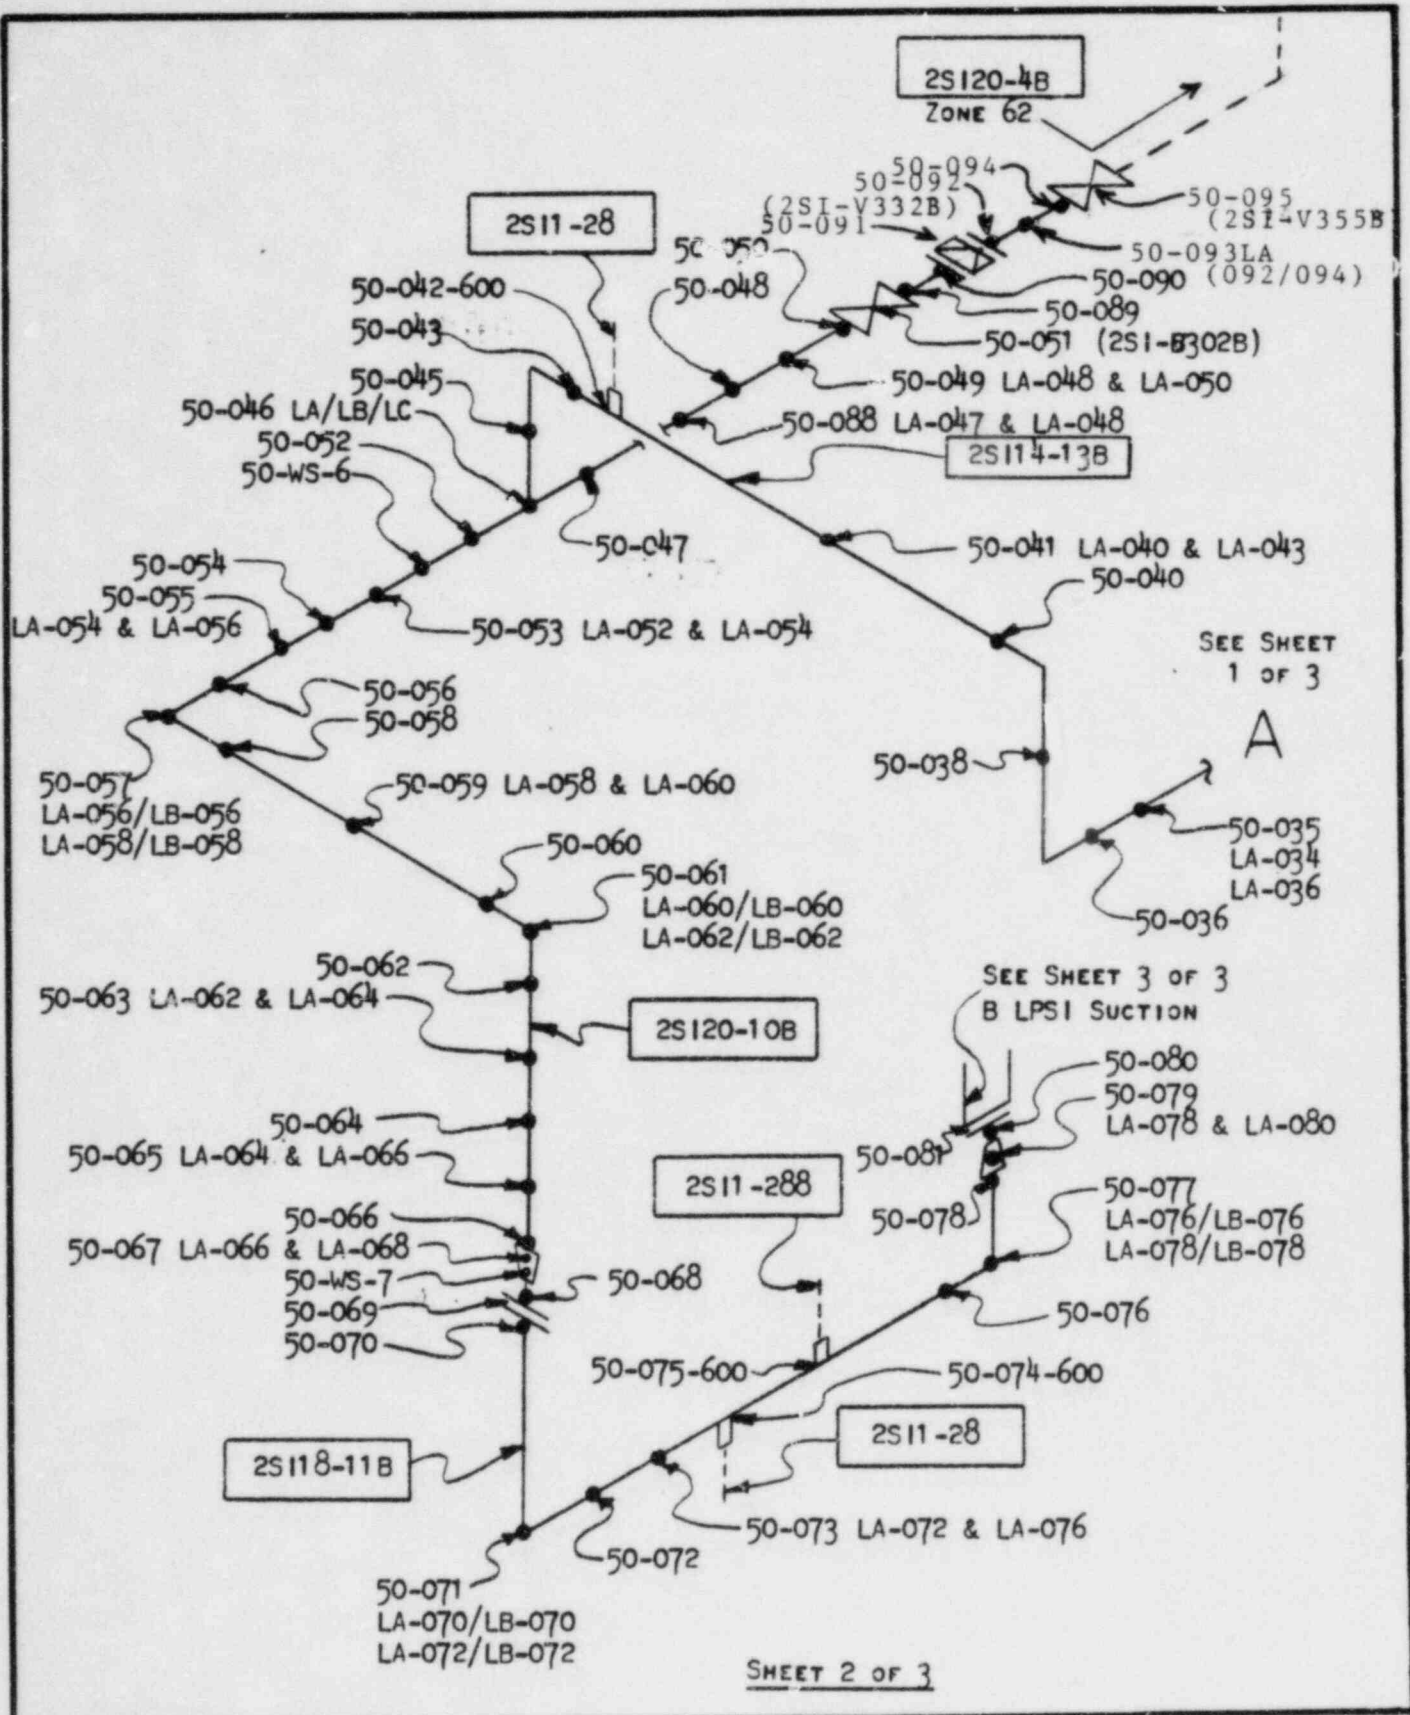 2SI20-4B
ZONE 62
50-094
50-092
(2SI-V332B)
50-091
50-095
(2SI-V355B
50-093LA
(092/094)
50-090
50-089
50-051 (2SI-B302B)
2SI1-28
50-050
50-048
50-042-600
50-043
50-049 LA-048 & LA-050
50-045
50-046 LA/LB/LC
50-088 LA-047 & LA-048
50-052
2SI14-13B
50-WS-6
50-047
50-041 LA-040 & LA-043
50-054
50-040
50-055
LA-054 & LA-056
50-053 LA-052 & LA-054
SEE SHEET
1 OF 3
A
50-056
50-058
50-038
50-057
LA-056/LB-056
LA-058/LB-058
50-059 LA-058 & LA-060
50-035
LA-034
LA-036
50-060
50-061
LA-060/LB-060
LA-062/LB-062
50-036
50-062
50-063 LA-062 & LA-064
SEE SHEET 3 OF 3
B LPSI SUCTION
2SI20-10B
50-080
50-079
LA-078 & LA-080
50-064
50-065 LA-064 & LA-066
50-081
2SI1-288
50-077
LA-076/LB-076
LA-078/LB-078
50-066
50-078
50-067 LA-066 & LA-068
50-WS-7
50-068
50-069
50-070
50-076
50-075-600
50-074-600
2SI1-28
2SI18-11B
50-073 LA-072 & LA-076
50-072
50-071
LA-070/LB-070
LA-072/LB-072
SHEET 2 OF 3